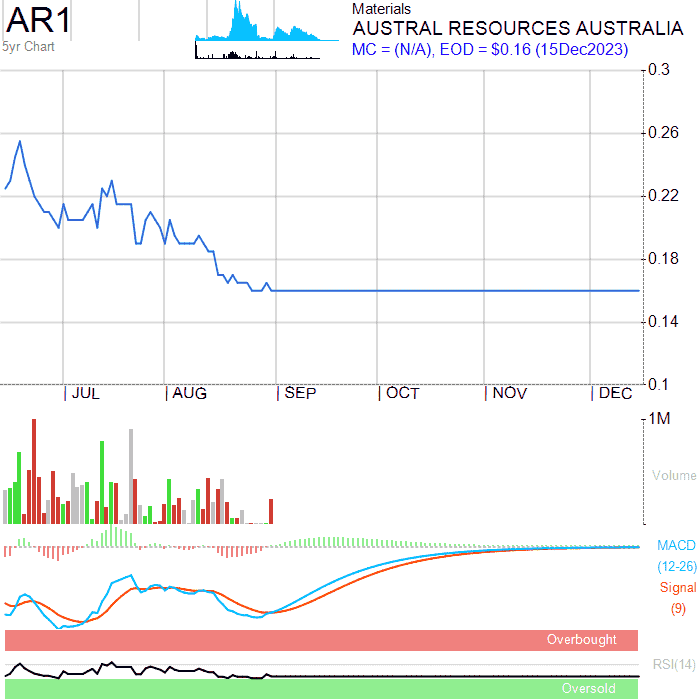 AR1
5yr Chart
Materials
AUSTRAL RESOURCES AUSTRALIA
MC = (N/A), EOD = $0.16 (15Dec2023)
0.3
0.26
0.22
0.18
0.14
0.1
JUL AUG SEP OCT NOV DEC
1M
Volume
MACD
(12-26)
Signal
(9)
Overbought
RSI(14)
Oversold